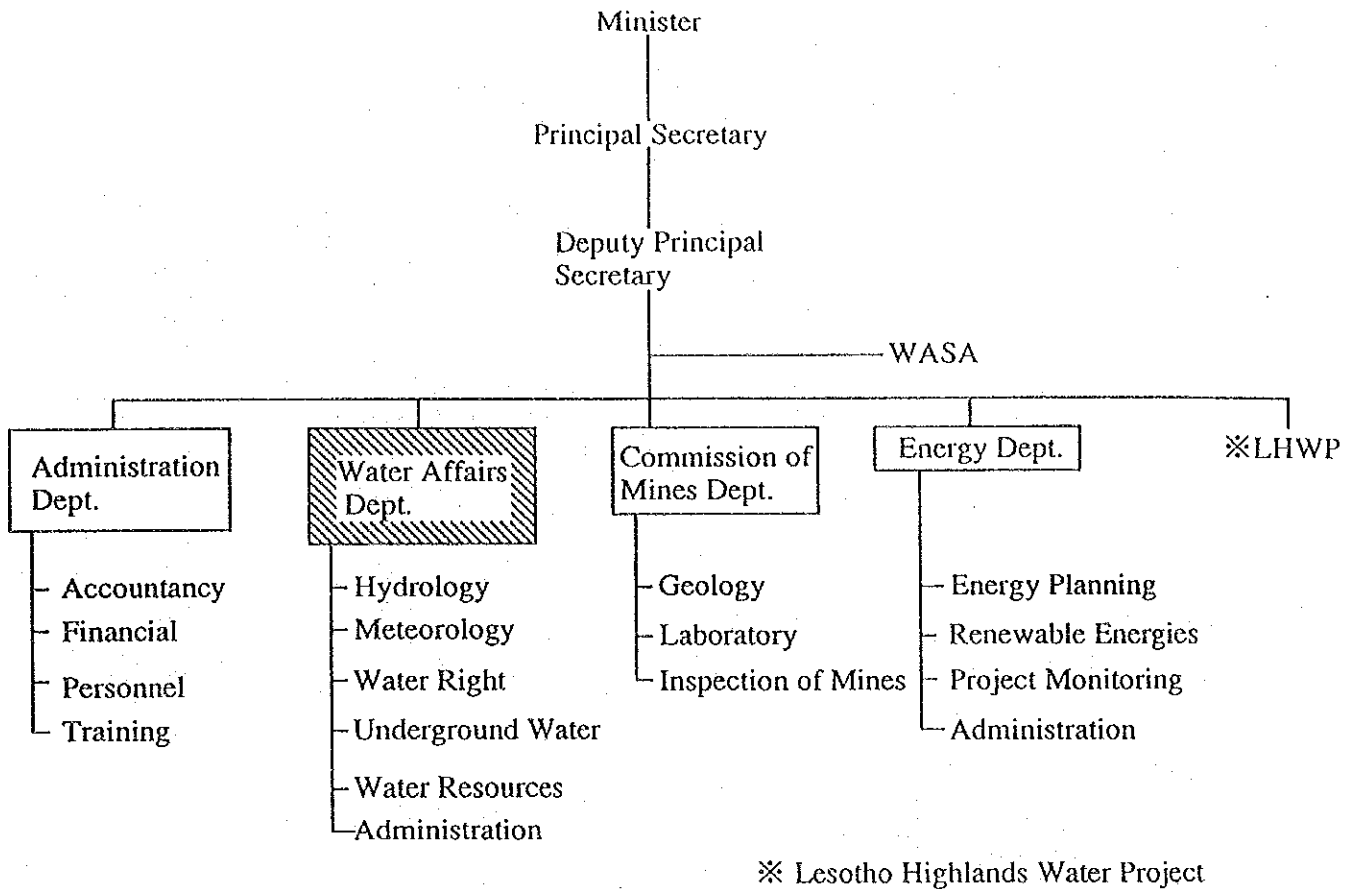 Minister
Principal Secretary
Deputy Principal
Secretary
WASA
Administration
Dept.
Water Affairs
Dept.
Commission of
Mines Dept.
Energy Dept.
※LHWP
Accountancy
Financial
Personnel
Training
Hydrology
Meteorology
Water Right
Underground Water
Water Resources
Administration
Geology
Laboratory
Inspection of Mines
Energy Planning
Renewable Energies
Project Monitoring
Administration
※ Lesotho Highlands Water Project